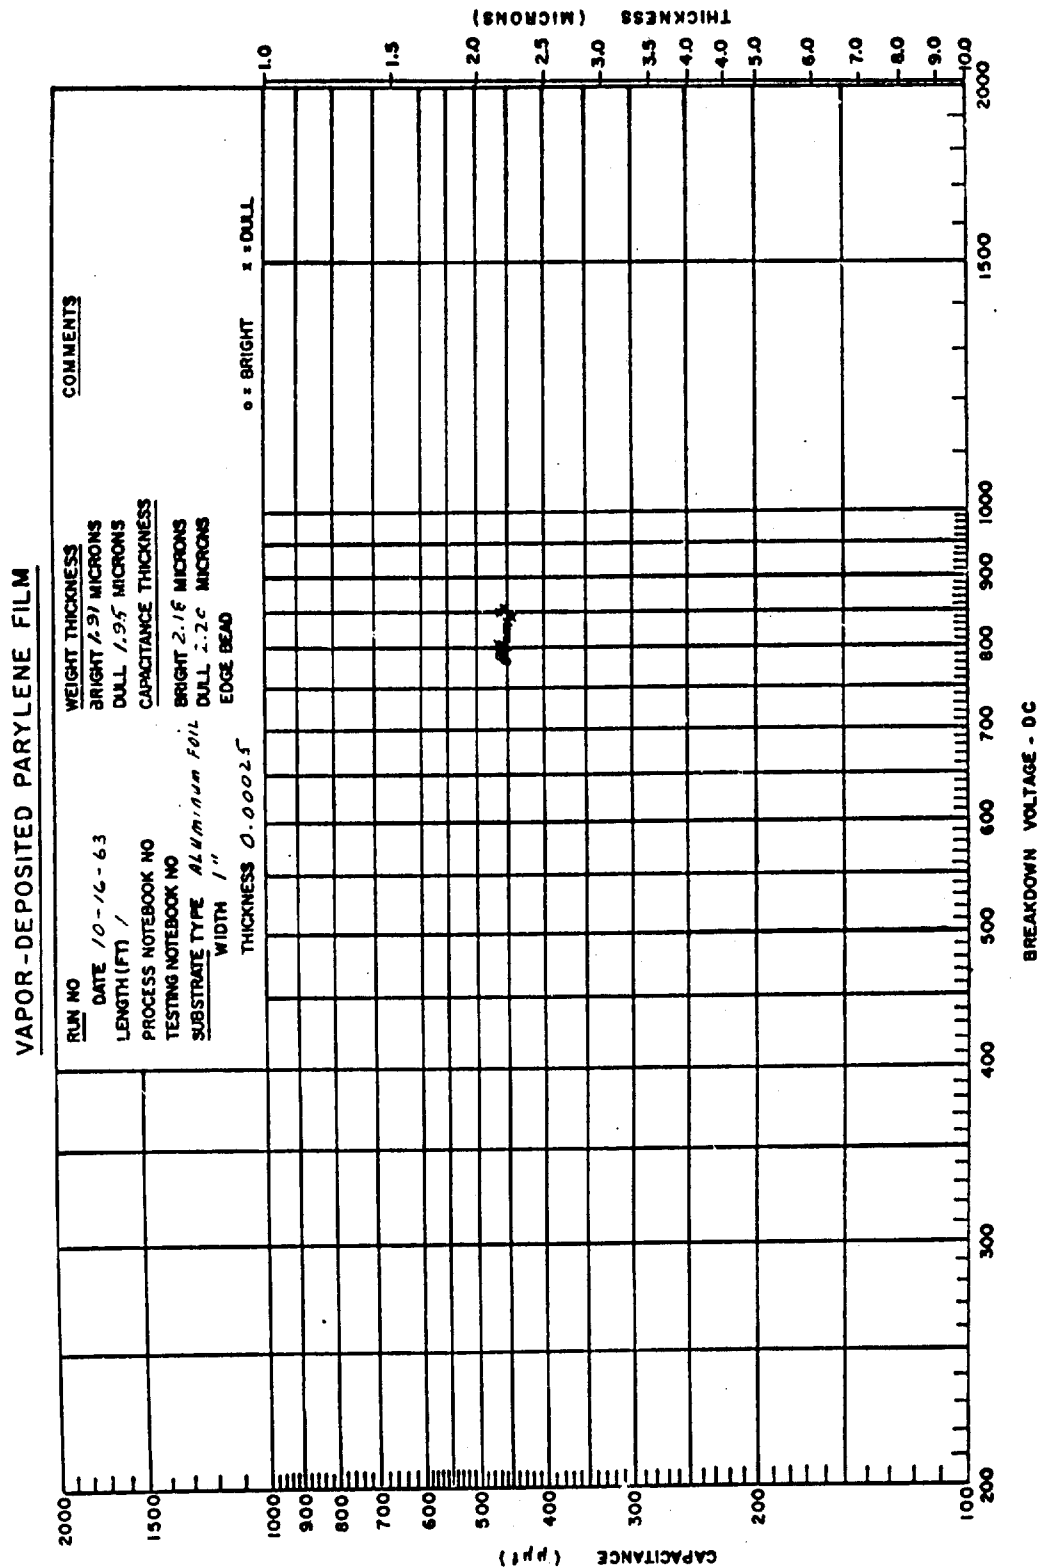 VAPOR-DEPOSITED PARYLENE FILM
RUN NO
DATE 10-16-63
LENGTH (FT) 1
PROCESS NOTEBOOK NO
TESTING NOTEBOOK NO
SUBSTRATE TYPE ALUMINUM FOIL
WIDTH 1"
THICKNESS 0.00025
WEIGHT THICKNESS
BRIGHT 1.91 MICRONS
DULL 1.95 MICRONS
CAPACITANCE THICKNESS
BRIGHT 2.16 MICRONS
DULL MICRONS
EDGE BEAD
COMMENTS
o = BRIGHT x = DULL
CAPACITANCE
(μμf)
2000
1500
1000
900
800
700
600
500
400
300
200
100
THICKNESS (MICRONS)
1.0
1.5
2.0
2.5
3.0
3.5
4.0
4.5
5.0
6.0
7.0
8.0
9.0
10.0
200 300 400 500 600 700 800 900 1000 1500 2000
BREAKDOWN VOLTAGE - DC